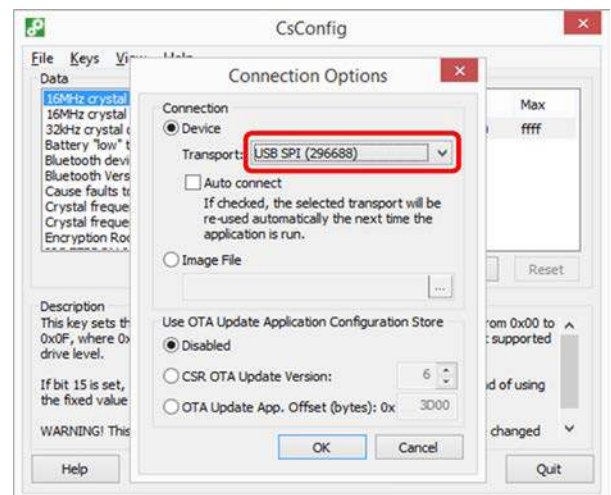 CsConfig
File Keys
Data
16MHz crystal
16MHz crystal
32kHz crystal
Battery "low"
Bluetooth devi
Bluetooth Vers
Cause faults to
Crystal freque
Crystal freque
Encryption Roo
Max
ffff
Reset
Description
This key sets th
0x0F, where 0x
drive level.
If bit 15 is set,
the fixed value
WARNING! This
rom 0x00 to
supported
d of using
changed
Help
Quit
Connection Options
Connection
Device
Transport: USB SPI (296688)
Auto connect
If checked, the selected transport will be
re-used automatically the next time the
application is run.
Image File
...
Use OTA Update Application Configuration Store
Disabled
CSR OTA Update Version: 6
OTA Update App. Offset (bytes): 0x 3D00
OK Cancel